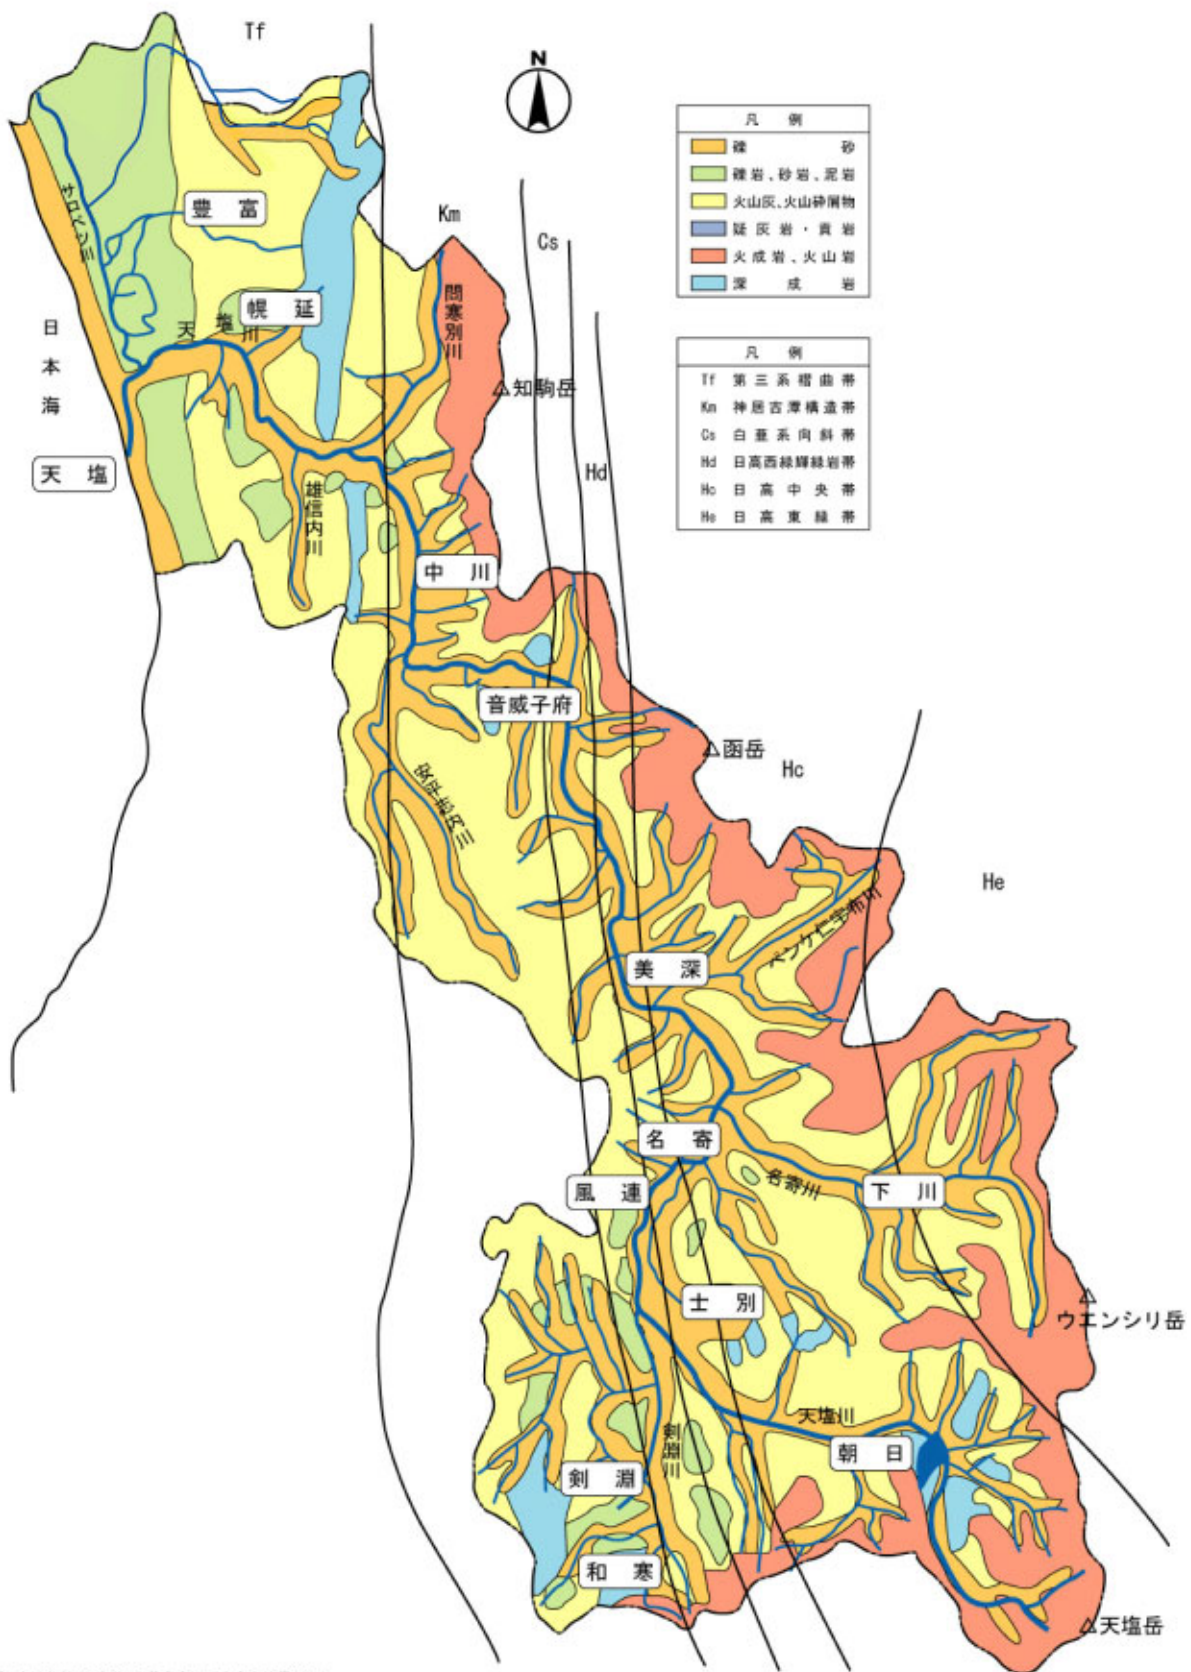 Tf
N
凡 例
礫 砂
礫岩、砂岩、泥岩
火山灰、火山砕屑物
疑灰岩・頁岩
火成岩、火山岩
深 成 岩
凡 例
Tf 第三系褶曲帯
Km 神居古潭構造帯
Cs 白亜系向斜帯
Hd 日高西緑輝緑岩帯
Hc 日高中央帯
He 日高東縁帯
Km
Cs
Hd
Hc
He
サロベツ川
豊 富
幌 延
天塩川
問寒別川
日本海
知駒岳
天 塩
雄信内川
中 川
音威子府
函岳
安平志内川
ペンケ仁宇布川
美 深
名 寄
風 連
名寄川
下 川
士 別
ウエンシリ岳
天塩川
剣淵川
朝 日
剣 淵
和 寒
天塩岳